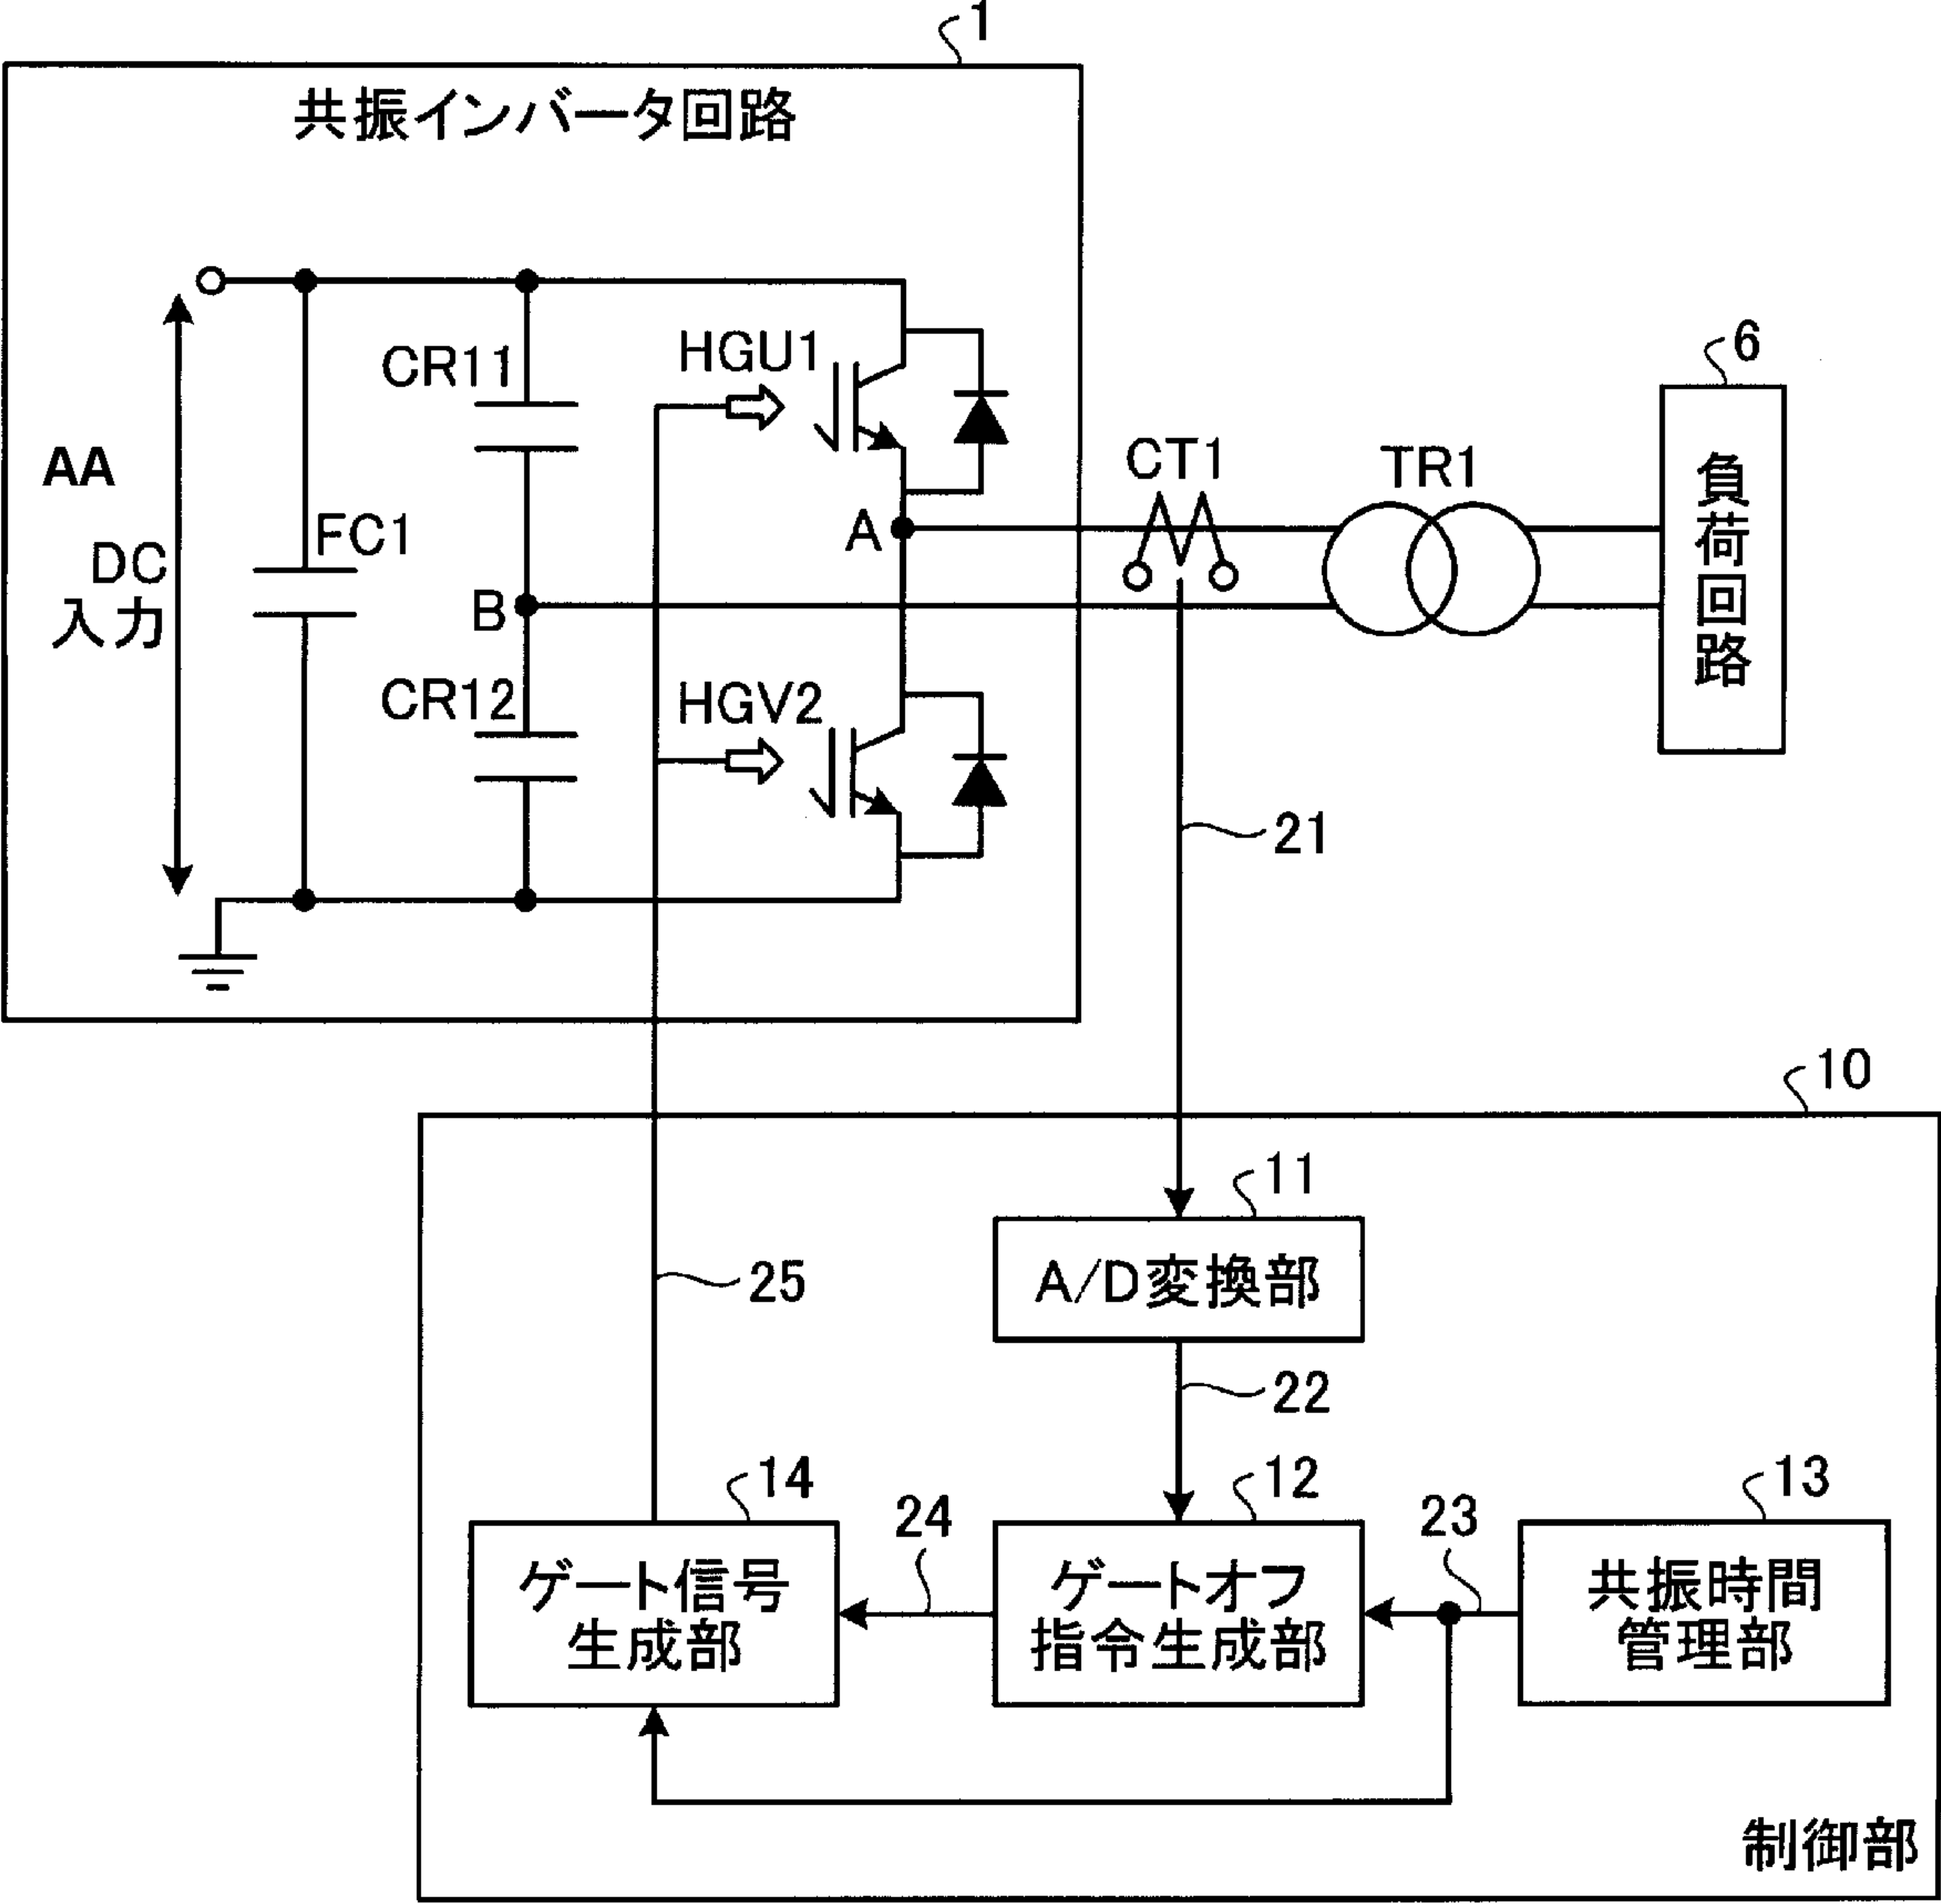 1
共振インバータ回路
CR11
HGU1
6
AA
CT1
TR1
DC
入力
FC1
A
B
負荷回路
CR12
HGV2
21
10
11
A/D変換部
25
22
14
12
13
24
23
ゲート信号
生成部
ゲートオフ
指令生成部
共振時間
管理部
制御部